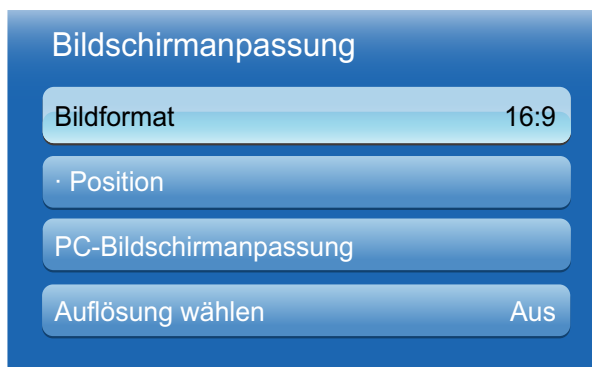 Bildschirmanpassung
Bildformat 16:9
· Position
PC-Bildschirmanpassung
Auflösung wählen Aus